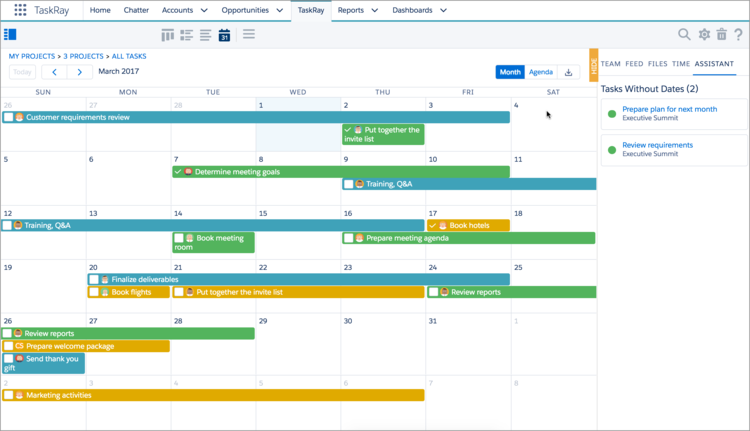 TaskRay Home Chatter Accounts Opportunities TaskRay Reports Dashboards
31
MY PROJECTS > 3 PROJECTS > ALL TASKS
Today March 2017 Month Agenda
HIDE
TEAM FEED FILES TIME ASSISTANT
Tasks Without Dates (2)
Prepare plan for next month
Executive Summit
Review requirements
Executive Summit
SUN MON TUE WED THU FRI SAT
26 27 28 1 2 3 4
Customer requirements review
Put together the
invite list
5 6 7 8 9 10 11
Determine meeting goals
Training, Q&A
12 13 14 15 16 17 18
Training, Q&A Book hotels
Book meeting
room
Prepare meeting agenda
19 20 21 22 23 24 25
Finalize deliverables
Book flights Put together the invite list Review reports
26 27 28 29 30 31 1
Review reports
CS Prepare welcome package
Send thank you
gift
2 3 4 5 6 7 8
Marketing activities